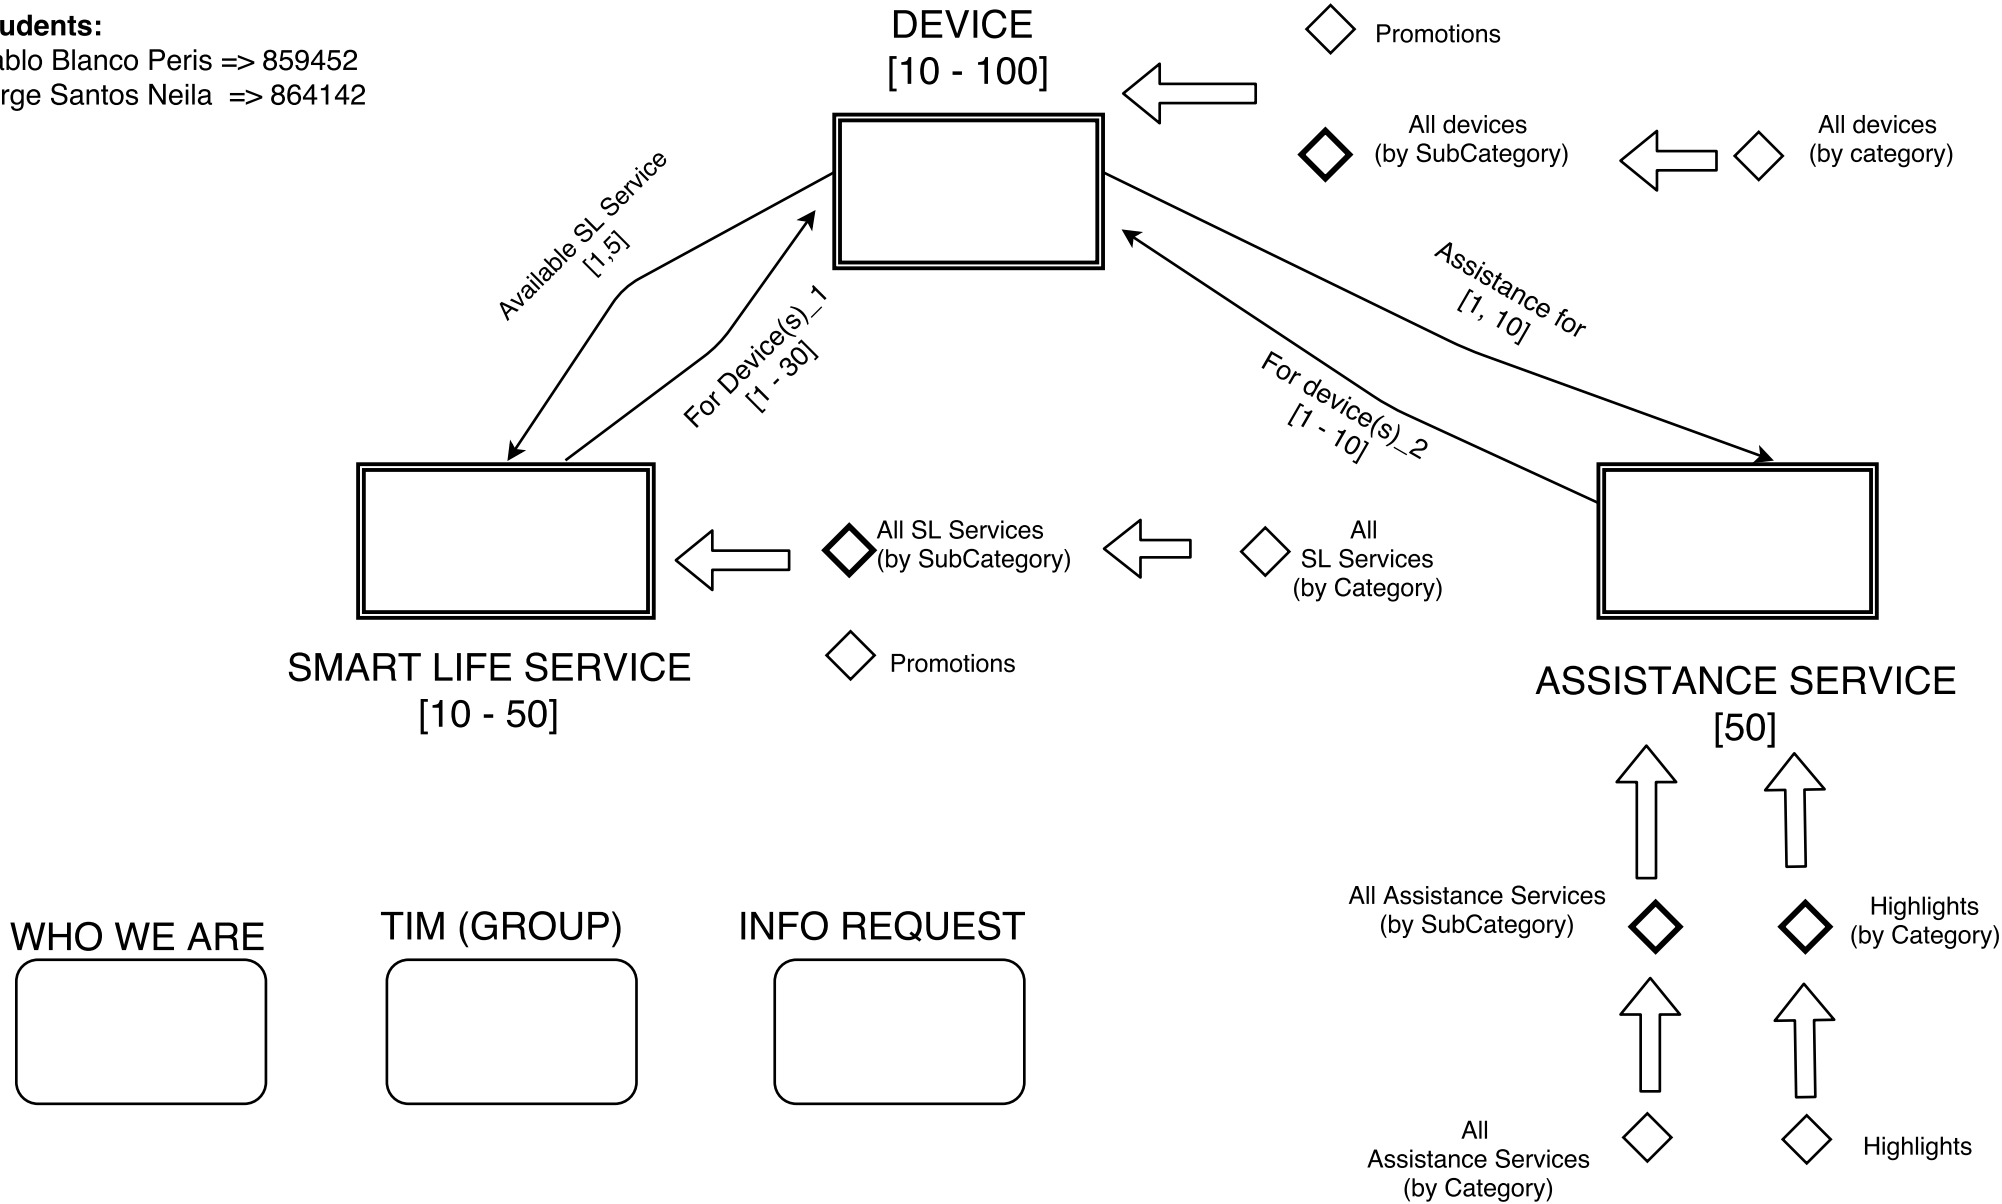 udents:
ablo Blanco Peris => 859452
rge Santos Neila => 864142
DEVICE
[10 - 100]
Promotions
All devices
(by SubCategory)
All devices
(by category)
Available SL Service
[1,5]
For Device(s)_1
[1 - 30]
Assistance for
[1, 10]
For device(s)_2
[1 - 10]
All SL Services
(by SubCategory)
All
SL Services
(by Category)
Promotions
SMART LIFE SERVICE
[10 - 50]
ASSISTANCE SERVICE
[50]
All Assistance Services
(by SubCategory)
Highlights
(by Category)
WHO WE ARE
TIM (GROUP)
INFO REQUEST
All
Assistance Services
(by Category)
Highlights